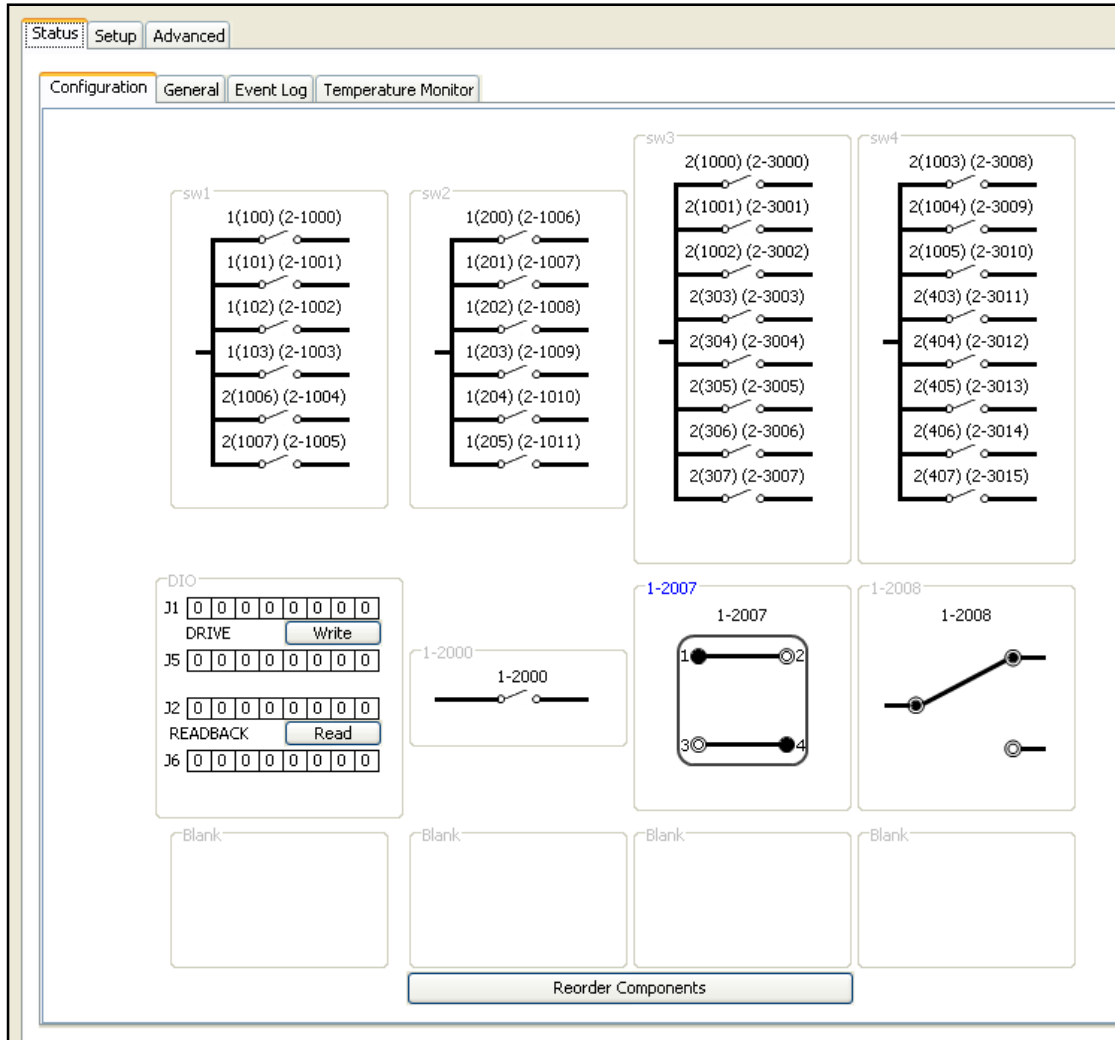 Status Setup Advanced
Configuration General Event Log Temperature Monitor
sw1
1(100) (2-1000)
1(101) (2-1001)
1(102) (2-1002)
1(103) (2-1003)
2(1006) (2-1004)
2(1007) (2-1005)
sw2
1(200) (2-1006)
1(201) (2-1007)
1(202) (2-1008)
1(203) (2-1009)
1(204) (2-1010)
1(205) (2-1011)
sw3
2(1000) (2-3000)
2(1001) (2-3001)
2(1002) (2-3002)
2(303) (2-3003)
2(304) (2-3004)
2(305) (2-3005)
2(306) (2-3006)
2(307) (2-3007)
sw4
2(1003) (2-3008)
2(1004) (2-3009)
2(1005) (2-3010)
2(403) (2-3011)
2(404) (2-3012)
2(405) (2-3013)
2(406) (2-3014)
2(407) (2-3015)
DIO
J1 0 0 0 0 0 0 0 0
DRIVE Write
J5 0 0 0 0 0 0 0 0
J2 0 0 0 0 0 0 0 0
READBACK Read
J6 0 0 0 0 0 0 0 0
1-2000
1-2000
1-2007
1-2007
1 2
3 4
1-2008
1-2008
Blank Blank Blank Blank
Reorder Components